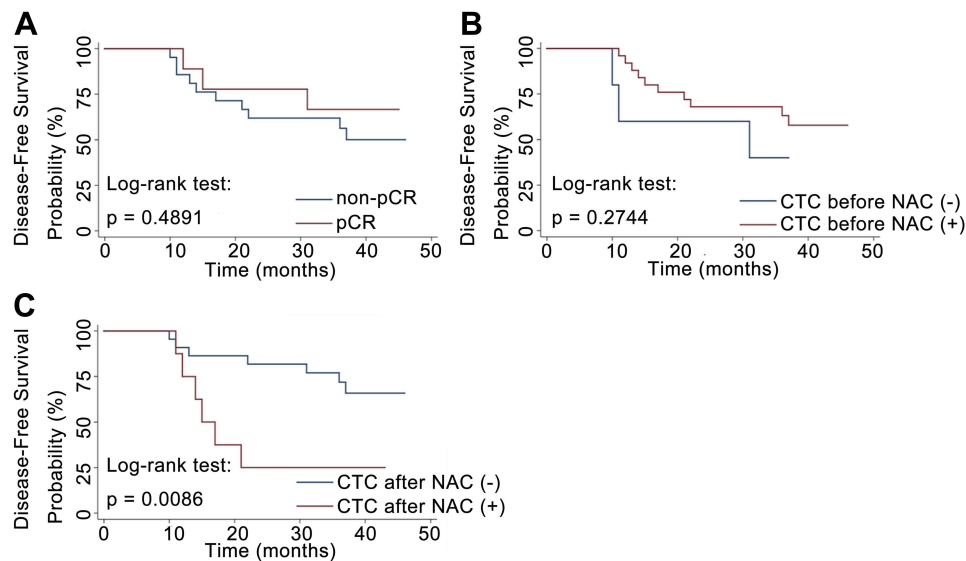 A
Disease-Free Survival
Probability (%)
100
75
50
25
0
Log-rank test:
p = 0.4891
non-pCR
pCR
0 10 20 30 40 50
Time (months)
B
Disease-Free Survival
Probability (%)
100
75
50
25
0
Log-rank test:
p = 0.2744
CTC before NAC (-)
CTC before NAC (+)
0 10 20 30 40 50
Time (months)
C
Disease-Free Survival
Probability (%)
100
75
50
25
0
Log-rank test:
p = 0.0086
CTC after NAC (-)
CTC after NAC (+)
0 10 20 30 40 50
Time (months)